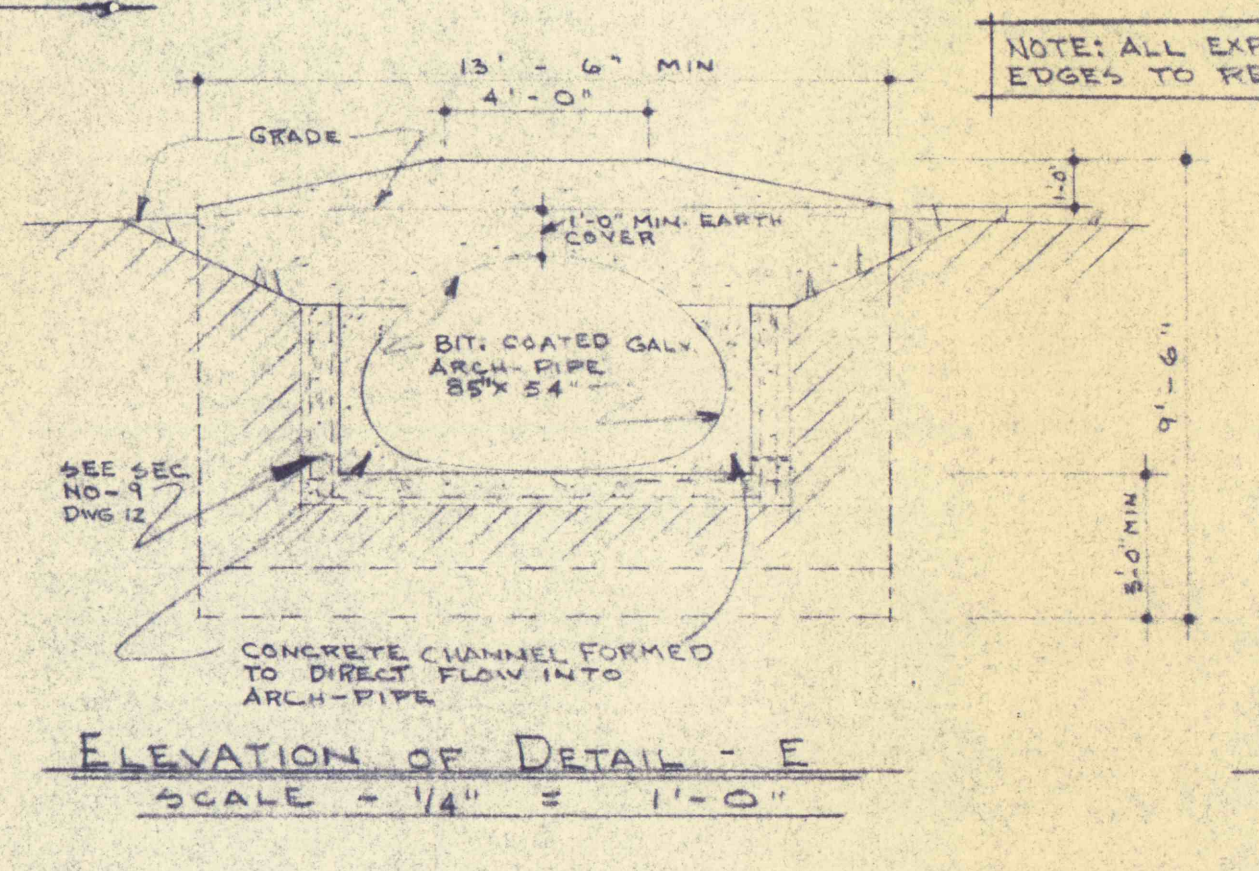 NOTE: ALL EXP
EDGES TO RE
13' - 6" MIN
4'-0"
GRADE
1'-0"
1'-0" MIN. EARTH
COVER
BIT. COATED GALV.
ARCH-PIPE
85"X 54"
9'-6"
SEE SEC
NO-9
DWG 12
3'-0" MIN
CONCRETE CHANNEL FORMED
TO DIRECT FLOW INTO
ARCH-PIPE
ELEVATION OF DETAIL - E
SCALE - 1/4" = 1'-0"